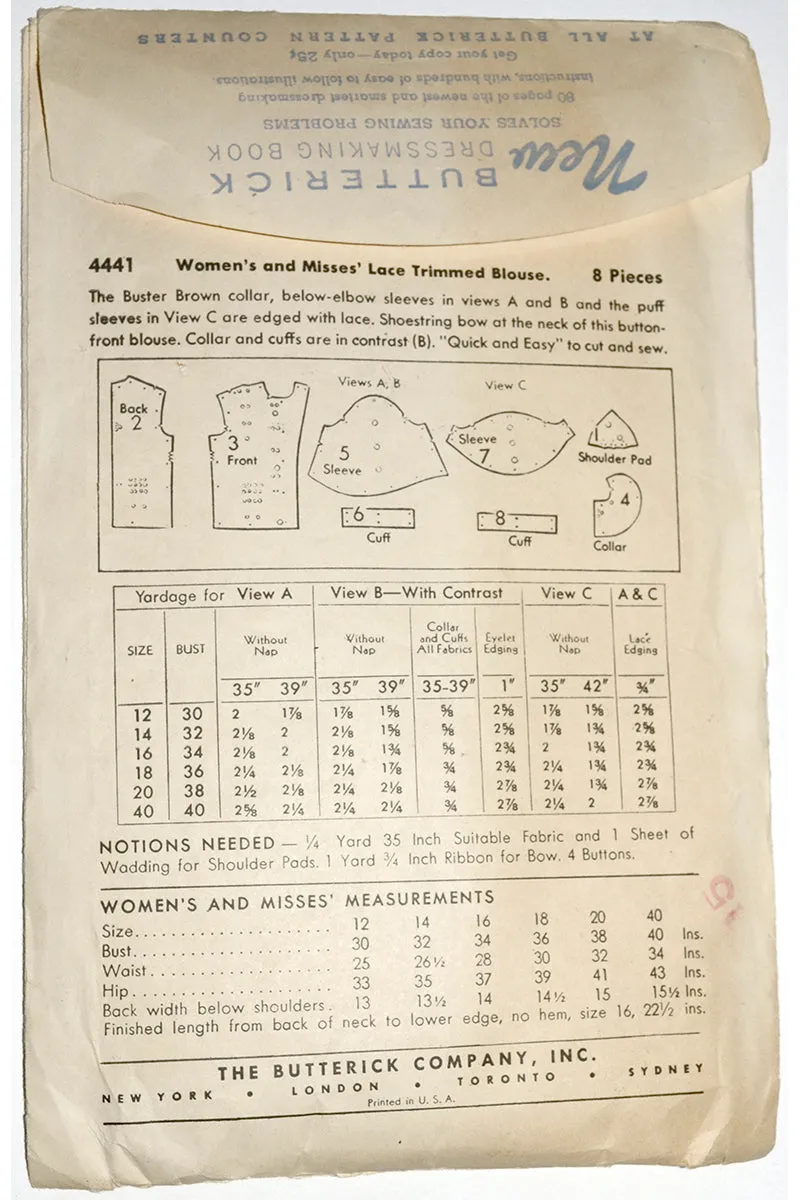 AT ALL BUTTERICK PATTERN COUNTERS
Get your copy today—only 25¢
instructions, with hundreds of easy to follow illustrations.
80 pages of the newest and smartest dressmaking
SOLVES YOUR SEWING PROBLEMS
New DRESSMAKING BOOK
BUTTERICK
4441 Women's and Misses' Lace Trimmed Blouse. 8 Pieces
The Buster Brown collar, below-elbow sleeves in views A and B and the puff
sleeves in View C are edged with lace. Shoestring bow at the neck of this button-
front blouse. Collar and cuffs are in contrast (B). "Quick and Easy" to cut and sew.
Views A, B View C
Back 2
3 Front
5 Sleeve
Sleeve 7
1 Shoulder Pad
6 Cuff
8 Cuff
4 Collar
Yardage for View A View B—With Contrast View C A & C
SIZE BUST Without Nap Without Nap Collar and Cuffs All Fabrics Eyelet Edging Without Nap Lace Edging
35" 39" 35" 39" 35-39" 1" 35" 42" ¾"
12 30 2 1⅞ 1⅞ 1⅝ ⅝ 2⅝ 1⅞ 1⅝ 2⅝
14 32 2⅛ 2 2⅛ 1⅝ ⅝ 2⅝ 1⅞ 1¾ 2⅝
16 34 2⅛ 2 2⅛ 1¾ ⅝ 2¾ 2 1¾ 2¾
18 36 2¼ 2⅛ 2¼ 1⅞ ¾ 2¾ 2¼ 1¾ 2¾
20 38 2½ 2⅛ 2¼ 2⅛ ¾ 2⅞ 2¼ 1¾ 2⅞
40 40 2⅝ 2¼ 2¼ 2¼ ¾ 2⅞ 2¼ 2 2⅞
NOTIONS NEEDED — ¼ Yard 35 Inch Suitable Fabric and 1 Sheet of
Wadding for Shoulder Pads. 1 Yard ¾ Inch Ribbon for Bow. 4 Buttons.
WOMEN'S AND MISSES' MEASUREMENTS
Size 12 14 16 18 20 40
Bust 30 32 34 36 38 40 Ins.
Waist 25 26½ 28 30 32 34 Ins.
Hip 33 35 37 39 41 43 Ins.
Back width below shoulders 13 13½ 14 14½ 15 15½ Ins.
Finished length from back of neck to lower edge, no hem, size 16, 22½ ins.
THE BUTTERICK COMPANY, INC.
NEW YORK • LONDON • TORONTO • SYDNEY
Printed in U. S. A.